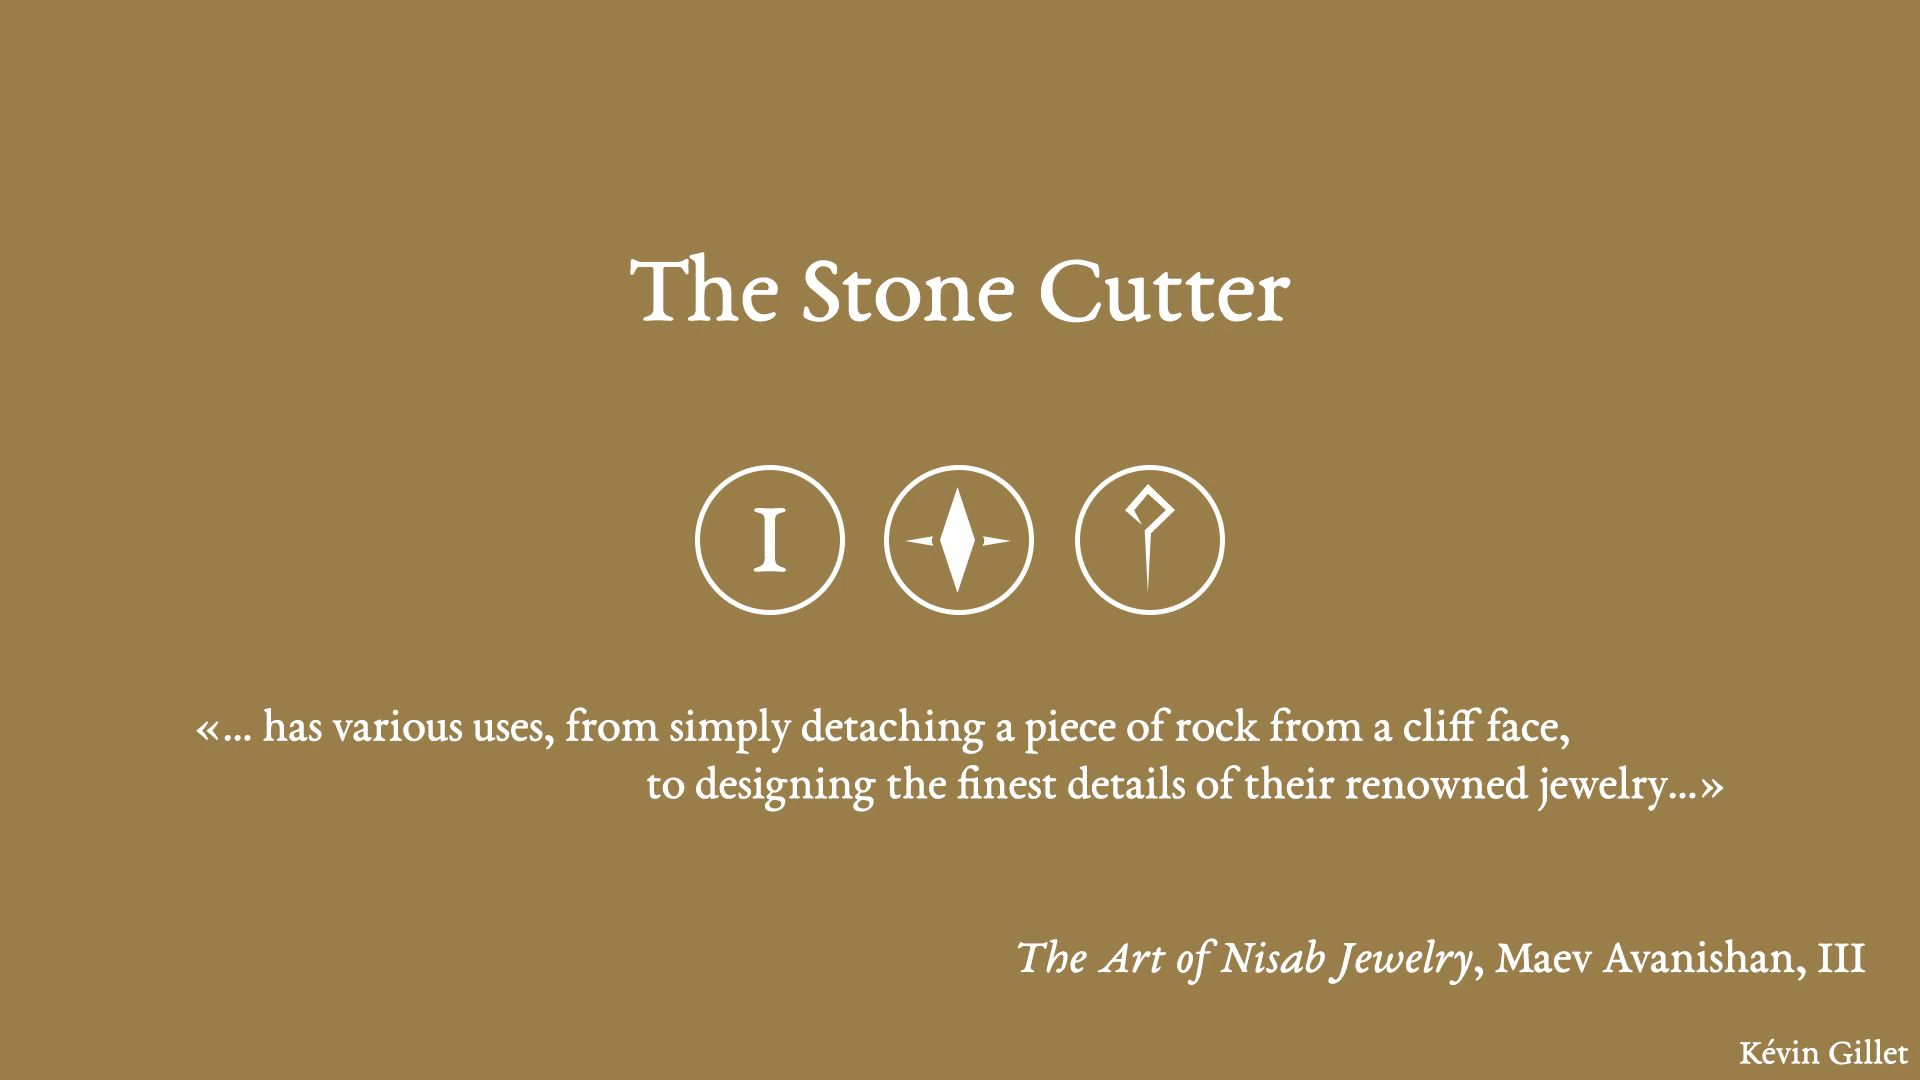 The Stone Cutter
I
«... has various uses, from simply detaching a piece of rock from a cliff face,
to designing the finest details of their renowned jewelry...»
The Art of Nisab Jewelry, Maev Avanishan, III
Kévin Gillet